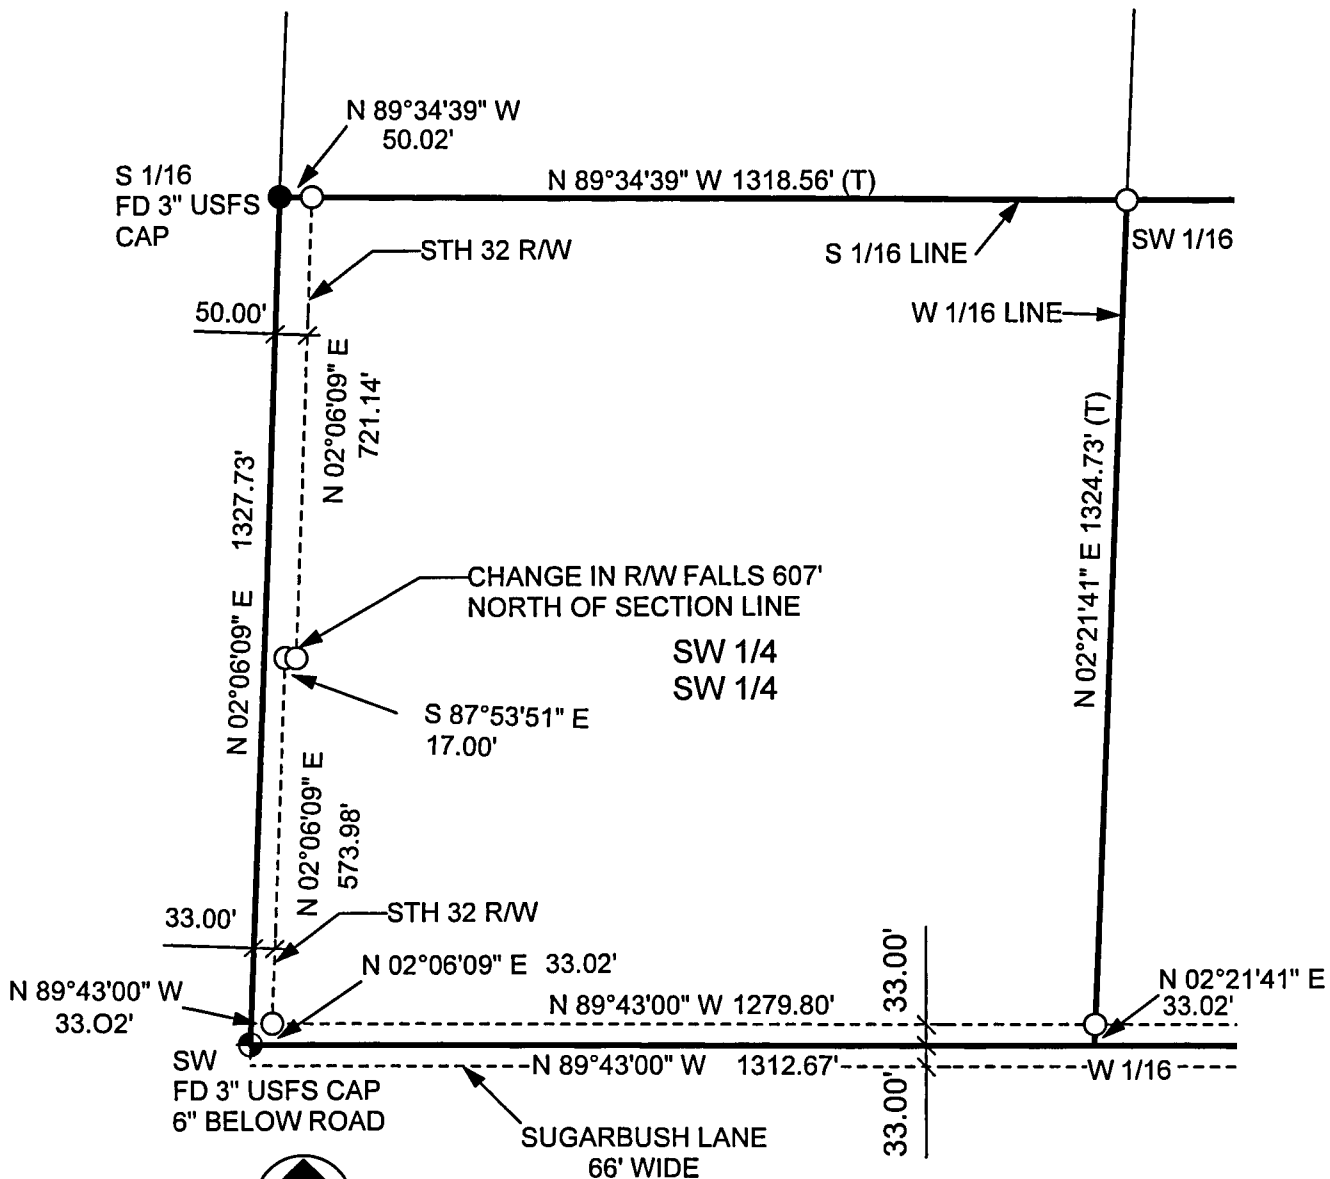 N 89°34'39" W
50.02'
S 1/16
FD 3" USFS
CAP
N 89°34'39" W 1318.56' (T)
SW 1/16
STH 32 R/W
S 1/16 LINE
50.00'
W 1/16 LINE
N 02°06'09" E
721.14'
N 02°06'09" E 1327.73'
N 02°21'41" E 1324.73' (T)
CHANGE IN R/W FALLS 607'
NORTH OF SECTION LINE
SW 1/4
SW 1/4
S 87°53'51" E
17.00'
N 02°06'09" E
573.98'
33.00'
STH 32 R/W
N 02°06'09" E 33.02'
33.00'
N 89°43'00" W
33.O2'
N 89°43'00" W 1279.80'
N 02°21'41" E
33.02'
SW
FD 3" USFS CAP
6" BELOW ROAD
N 89°43'00" W 1312.67'
W 1/16
33.00'
SUGARBUSH LANE
66' WIDE